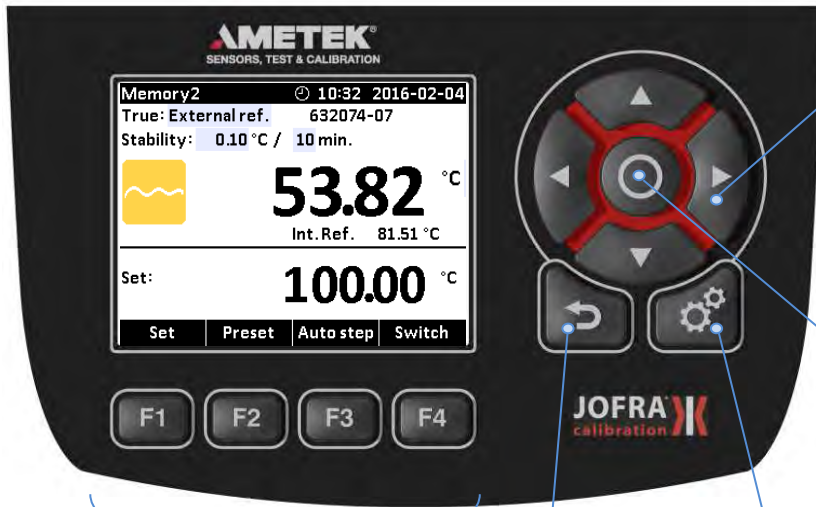 AMETEK®
SENSORS, TEST & CALIBRATION
Memory2 10:32 2016-02-04
True: External ref. 632074-07
Stability: 0.10 °C / 10 min.
53.82 °C
Int. Ref. 81.51 °C
Set: 100.00 °C
Set Preset Auto step Switch
F1 F2 F3 F4
JOFRA
calibration